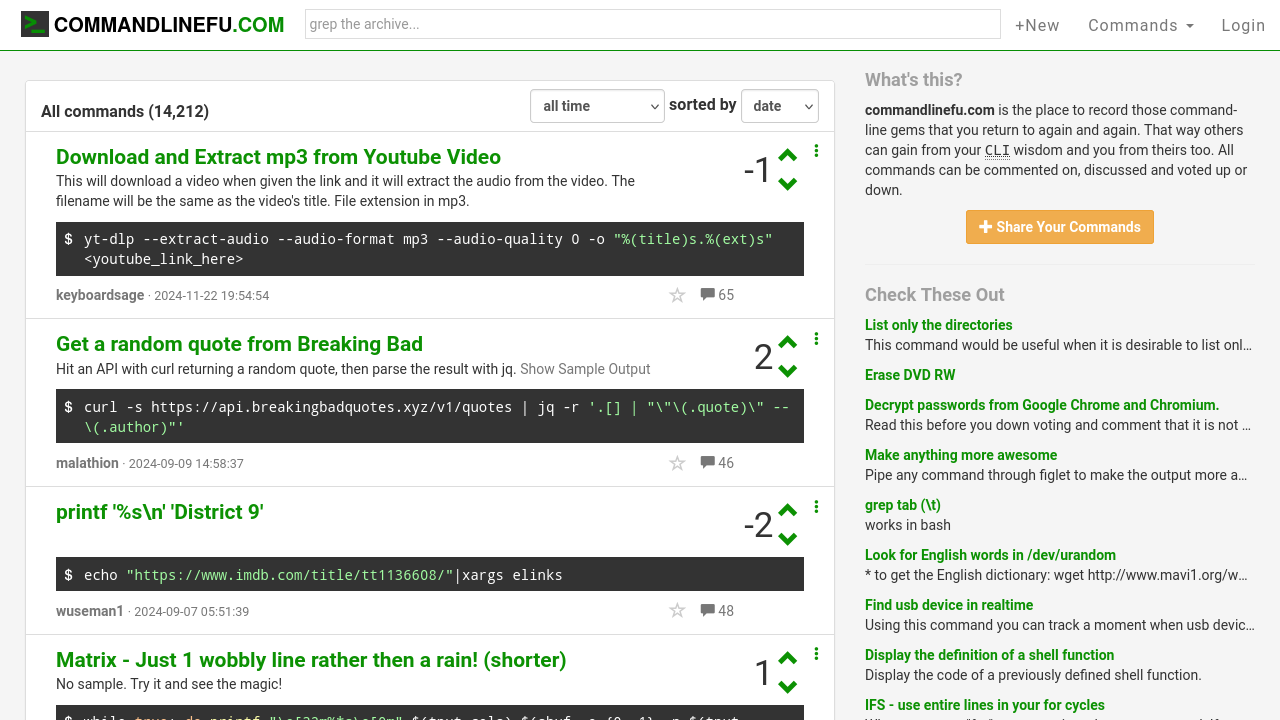 COMMANDLINEFU.COM
grep the archive...
+New
Commands
Login
All commands (14,212)
all time
sorted by
date
Download and Extract mp3 from Youtube Video
This will download a video when given the link and it will extract the audio from the video. The
filename will be the same as the video's title. File extension in mp3.
-1
$ yt-dlp --extract-audio --audio-format mp3 --audio-quality 0 -o "%(title)s.%(ext)s"
<youtube_link_here>
keyboardsage · 2024-11-22 19:54:54
65
Get a random quote from Breaking Bad
Hit an API with curl returning a random quote, then parse the result with jq. Show Sample Output
2
$ curl -s https://api.breakingbadquotes.xyz/v1/quotes | jq -r '.[] | "\"\(.quote)\" --
\(.author)"'
malathion · 2024-09-09 14:58:37
46
printf '%s\n' 'District 9'
-2
$ echo "https://www.imdb.com/title/tt1136608/"|xargs elinks
wuseman1 · 2024-09-07 05:51:39
48
Matrix - Just 1 wobbly line rather then a rain! (shorter)
No sample. Try it and see the magic!
1
What's this?
commandlinefu.com is the place to record those command-
line gems that you return to again and again. That way others
can gain from your CLI wisdom and you from theirs too. All
commands can be commented on, discussed and voted up or
down.
Share Your Commands
Check These Out
List only the directories
This command would be useful when it is desirable to list onl...
Erase DVD RW
Decrypt passwords from Google Chrome and Chromium.
Read this before you down voting and comment that it is not ...
Make anything more awesome
Pipe any command through figlet to make the output more a...
grep tab (\t)
works in bash
Look for English words in /dev/urandom
* to get the English dictionary: wget http://www.mavi1.org/w...
Find usb device in realtime
Using this command you can track a moment when usb devic...
Display the definition of a shell function
Display the code of a previously defined shell function.
IFS - use entire lines in your for cycles